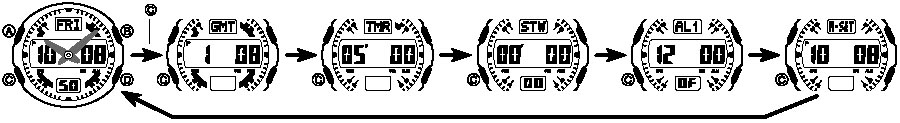 FRI
A B
10 08
C D
50
C
GMT
1 08
C
TMR
05' 00
C
STW
00' 00
00
C
AL1
12 00
OF
C
H-SET
10 08
C